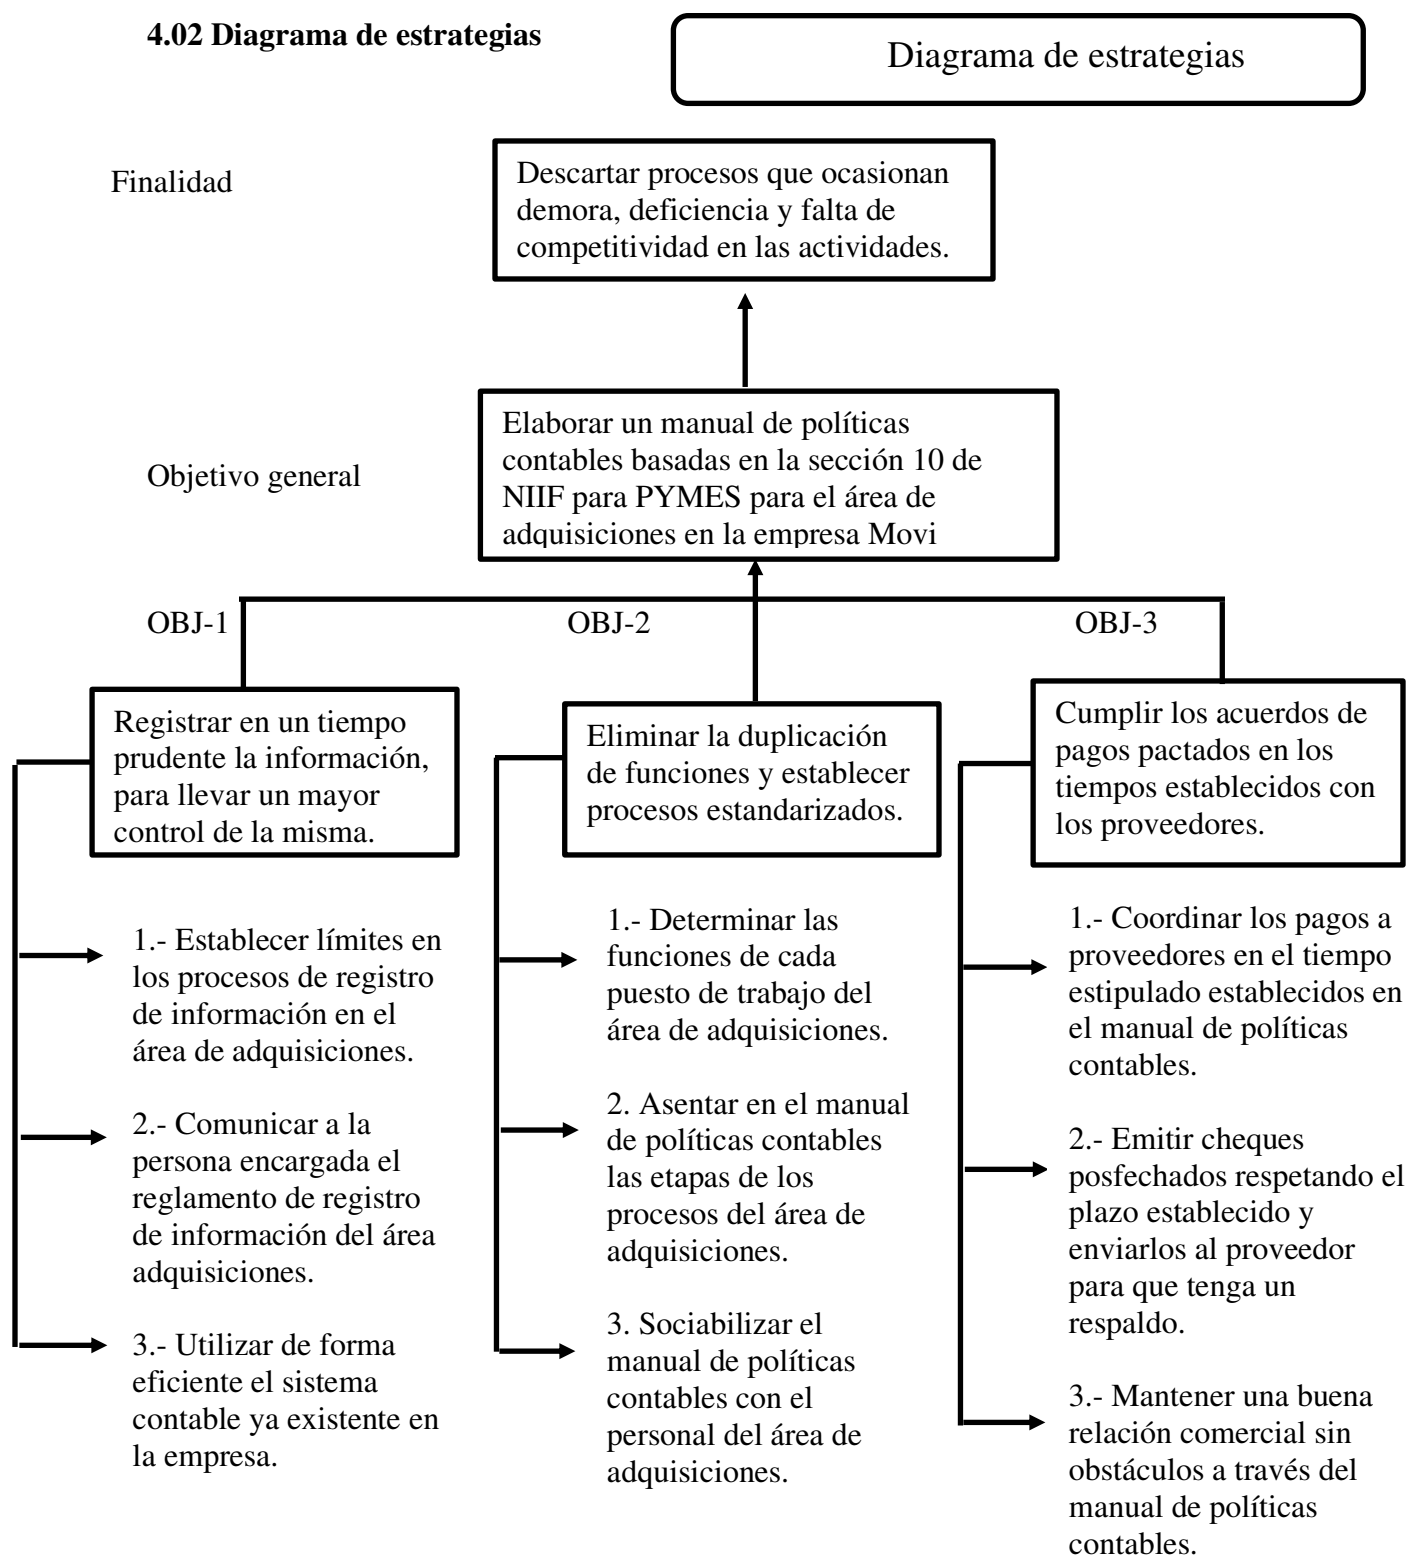 4.02 Diagrama de estrategias
Diagrama de estrategias
Finalidad
Descartar procesos que ocasionan
demora, deficiencia y falta de
competitividad en las actividades.
Objetivo general
Elaborar un manual de políticas
contables basadas en la sección 10 de
NIIF para PYMES para el área de
adquisiciones en la empresa Movi
OBJ-1
OBJ-2
OBJ-3
Registrar en un tiempo
prudente la información,
para llevar un mayor
control de la misma.
1.- Establecer límites en
los procesos de registro
de información en el
área de adquisiciones.
2.- Comunicar a la
persona encargada el
reglamento de registro
de información del área
adquisiciones.
3.- Utilizar de forma
eficiente el sistema
contable ya existente en
la empresa.
Eliminar la duplicación
de funciones y establecer
procesos estandarizados.
1.- Determinar las
funciones de cada
puesto de trabajo del
área de adquisiciones.
2. Asentar en el manual
de políticas contables
las etapas de los
procesos del área de
adquisiciones.
3. Sociabilizar el
manual de políticas
contables con el
personal del área de
adquisiciones.
Cumplir los acuerdos de
pagos pactados en los
tiempos establecidos con
los proveedores.
1.- Coordinar los pagos a
proveedores en el tiempo
estipulado establecidos en
el manual de políticas
contables.
2.- Emitir cheques
posfechados respetando el
plazo establecido y
enviarlos al proveedor
para que tenga un
respaldo.
3.- Mantener una buena
relación comercial sin
obstáculos a través del
manual de políticas
contables.